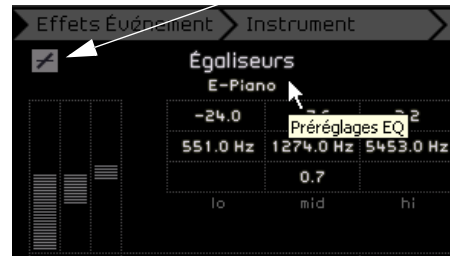 Effets Événement Instrument
Égaliseurs
E-Piano
-24.0
Préréglages EQ
551.0 Hz 1274.0 Hz 5453.0 Hz
0.7
lo mid hi